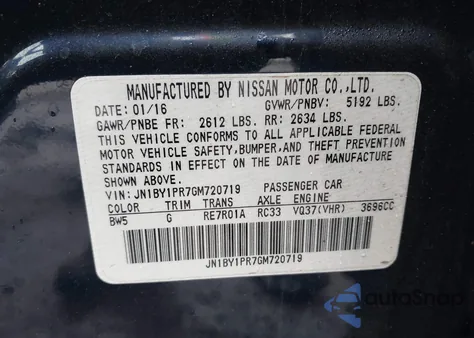 MANUFACTURED BY NISSAN MOTOR CO.,LTD.
DATE: 01/16 GVWR/PNBV: 5192 LBS.
GAWR/PNBE FR: 2612 LBS. RR: 2634 LBS.
THIS VEHICLE CONFORMS TO ALL APPLICABLE FEDERAL
MOTOR VEHICLE SAFETY,BUMPER,AND THEFT PREVENTION
STANDARDS IN EFFECT ON THE DATE OF MANUFACTURE
SHOWN ABOVE.
VIN: JN1BY1PR7GM720719 PASSENGER CAR
COLOR TRIM TRANS AXLE ENGINE
BW5 G RE7R01A RC33 VQ37(VHR) 3696CC
JN1BY1PR7GM720719
autoSnap